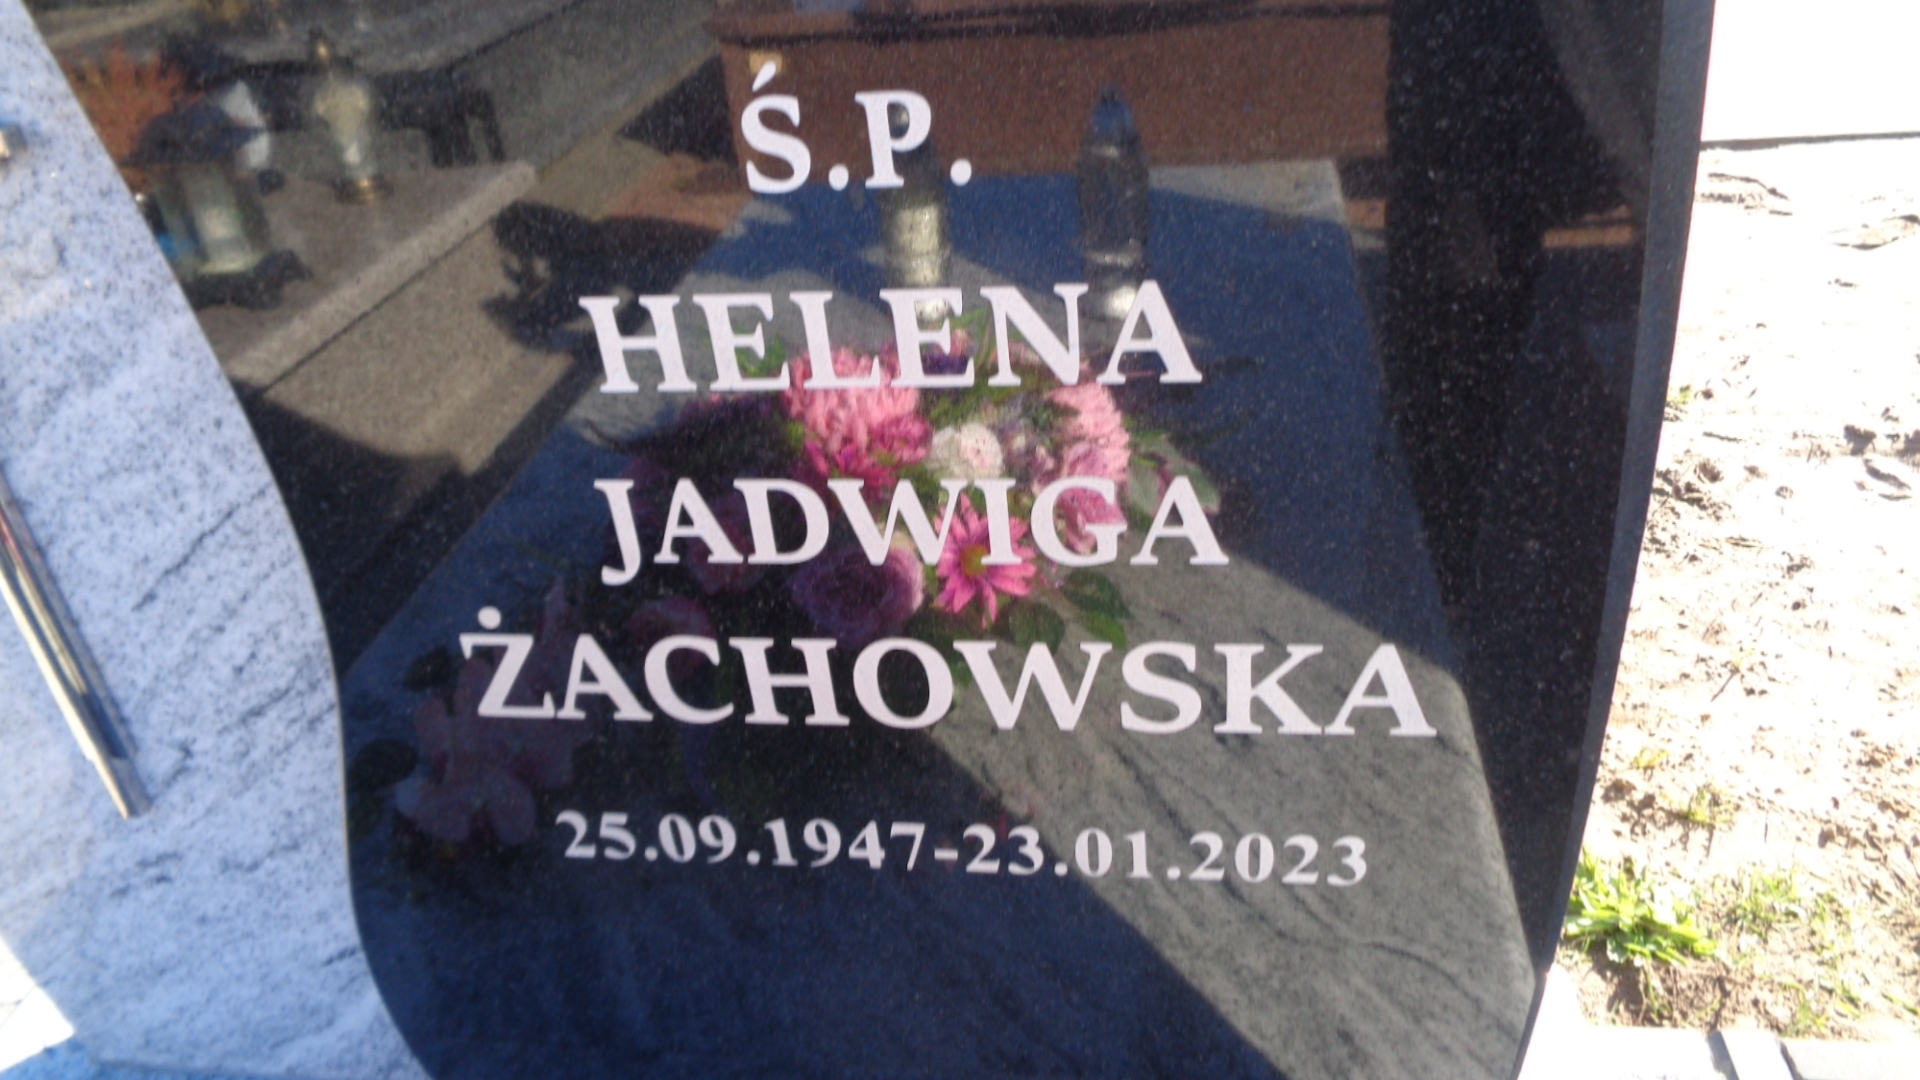 Ś.P.
HELENA
JADWIGA
ŻACHOWSKA
25.09.1947-23.01.2023